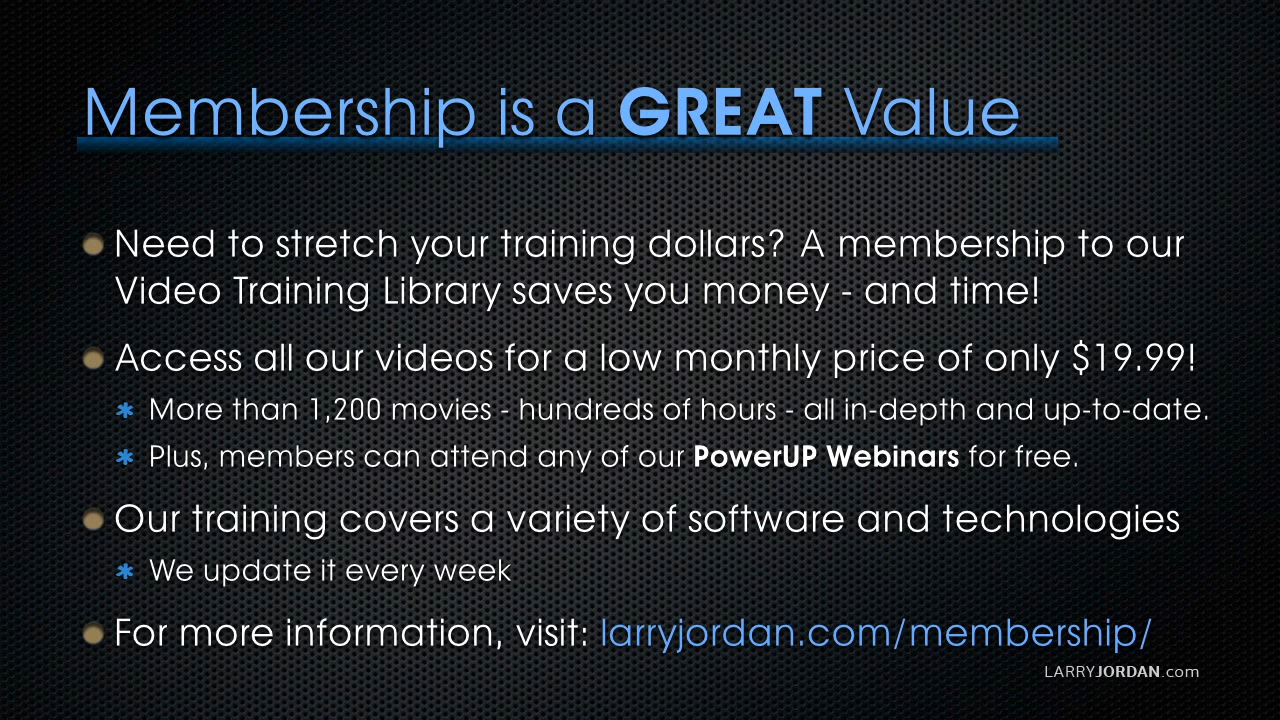 Membership is a GREAT Value
Need to stretch your training dollars? A membership to our
Video Training Library saves you money - and time!
Access all our videos for a low monthly price of only $19.99!
More than 1,200 movies - hundreds of hours - all in-depth and up-to-date.
Plus, members can attend any of our PowerUP Webinars for free.
Our training covers a variety of software and technologies
We update it every week
For more information, visit: larryjordan.com/membership/
LARRYJORDAN.com